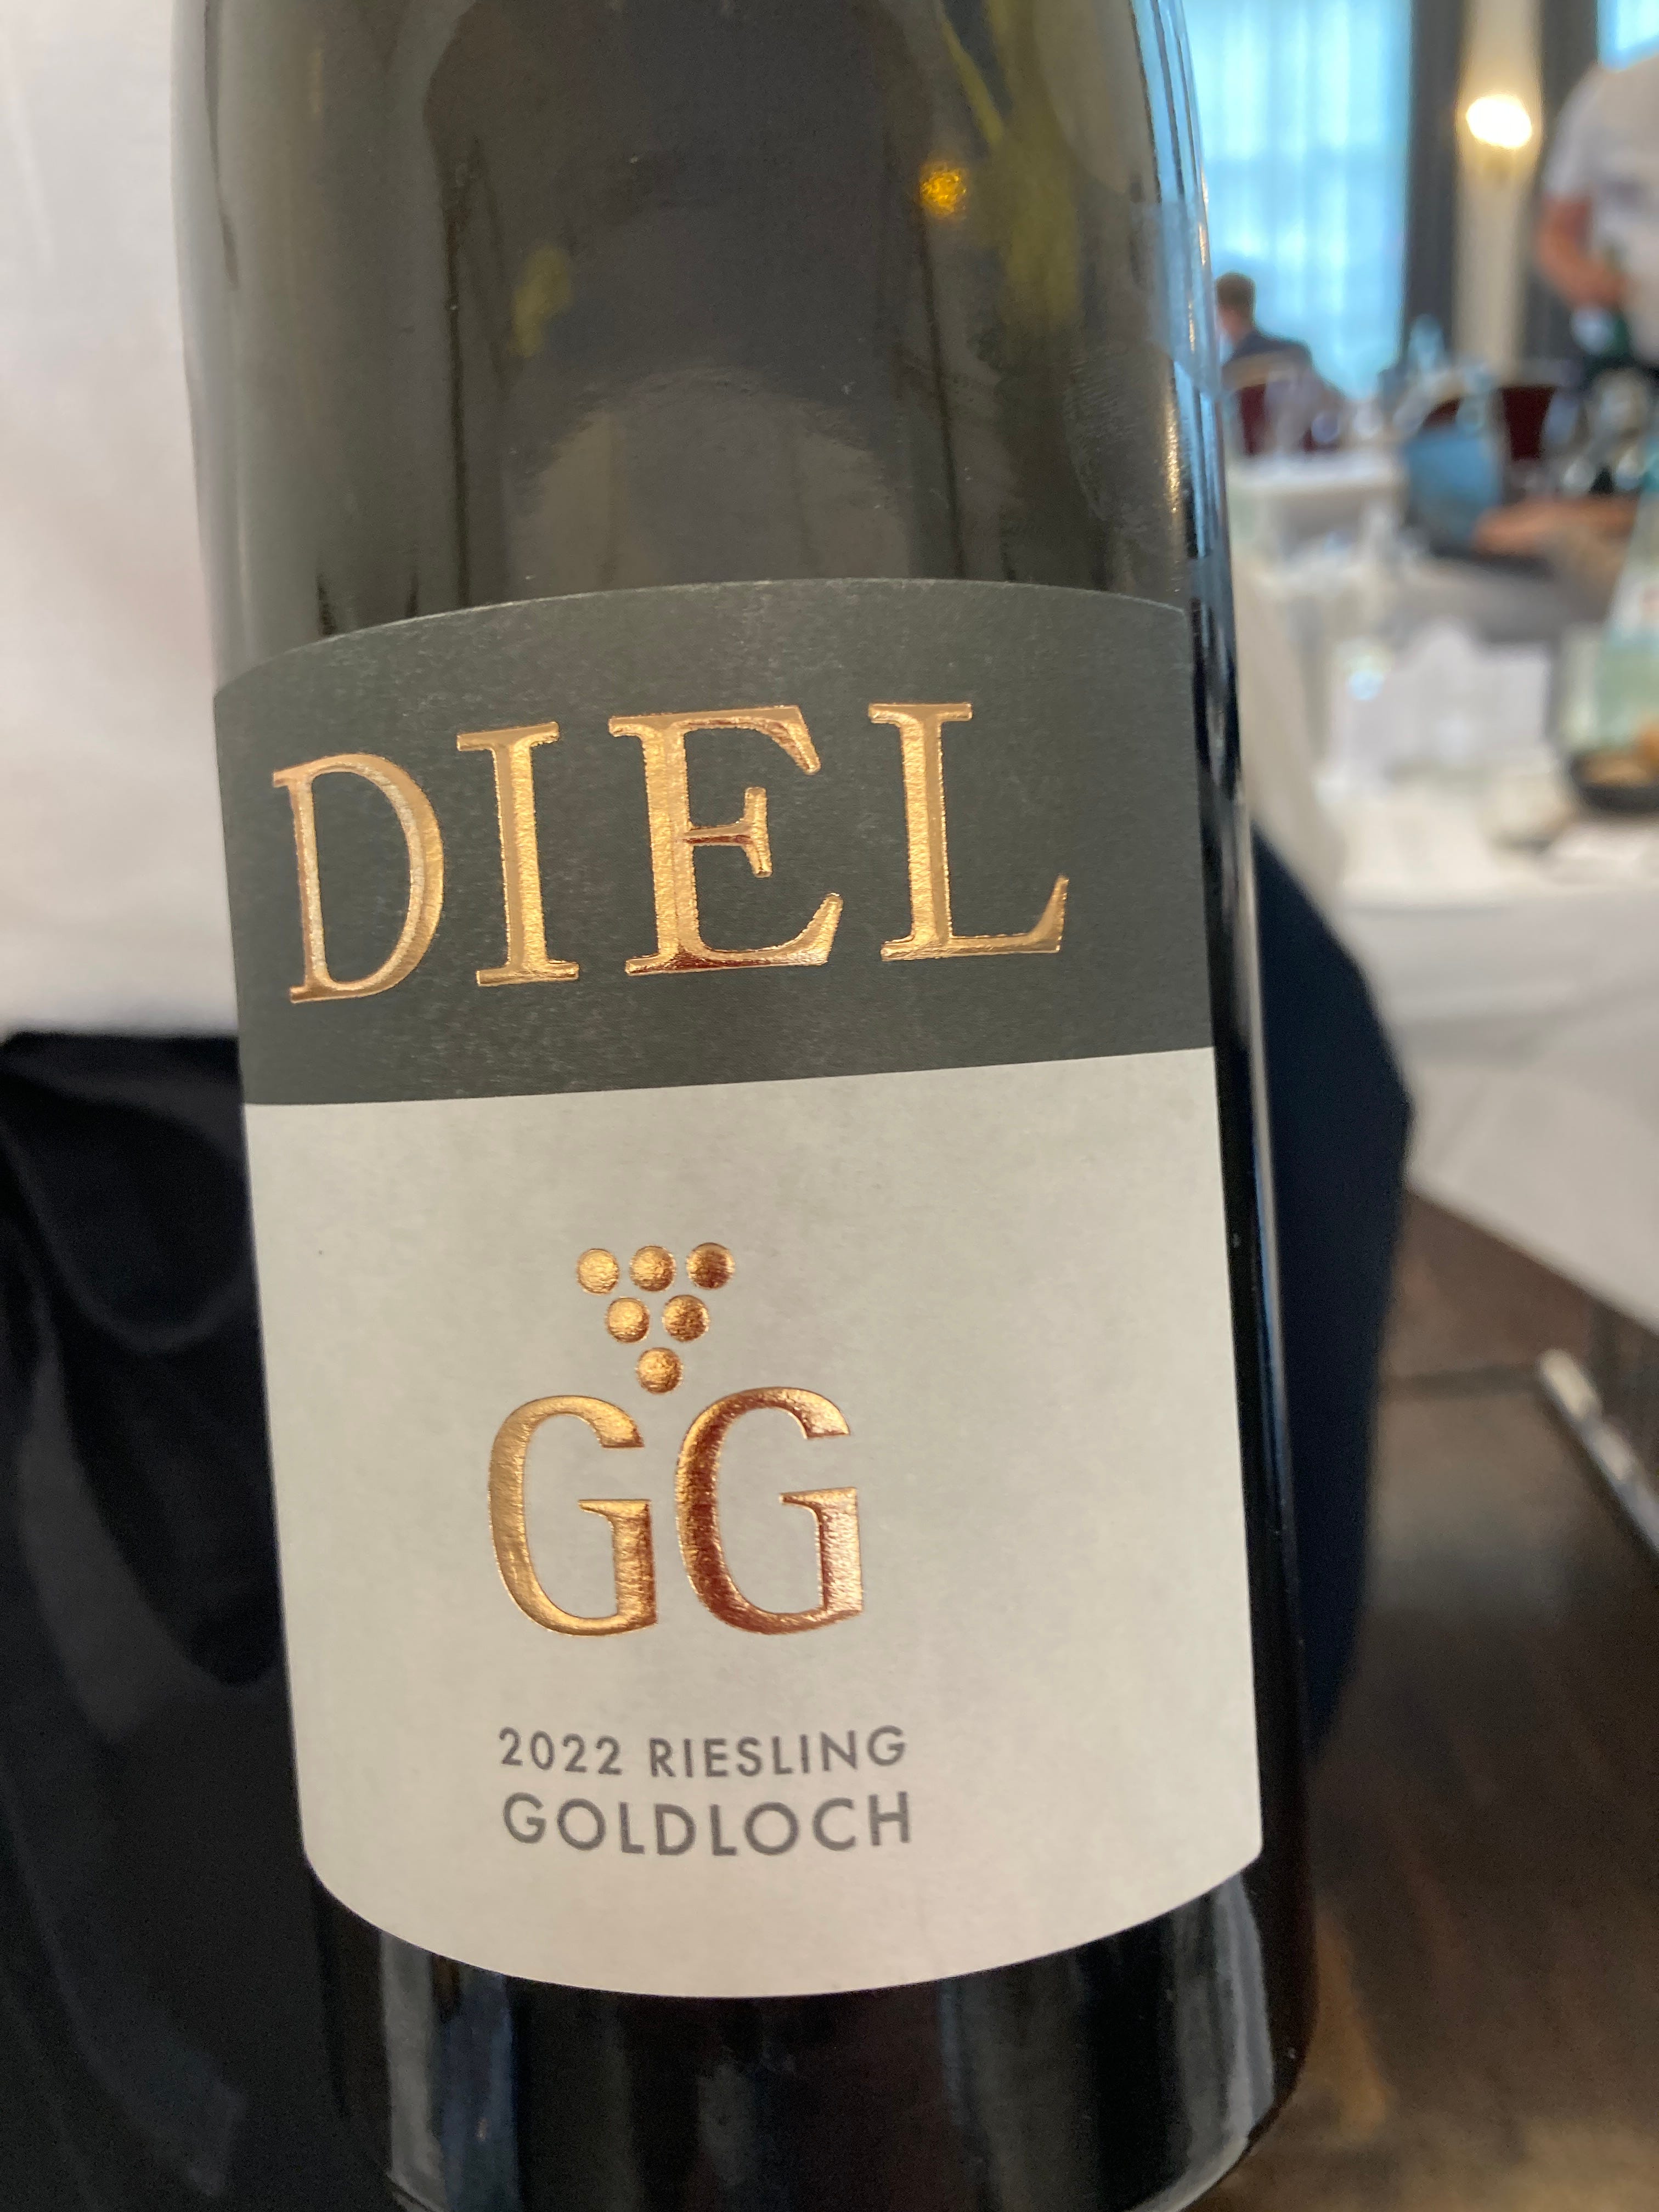 DIEL
GG
2022 RIESLING
GOLDLOCH